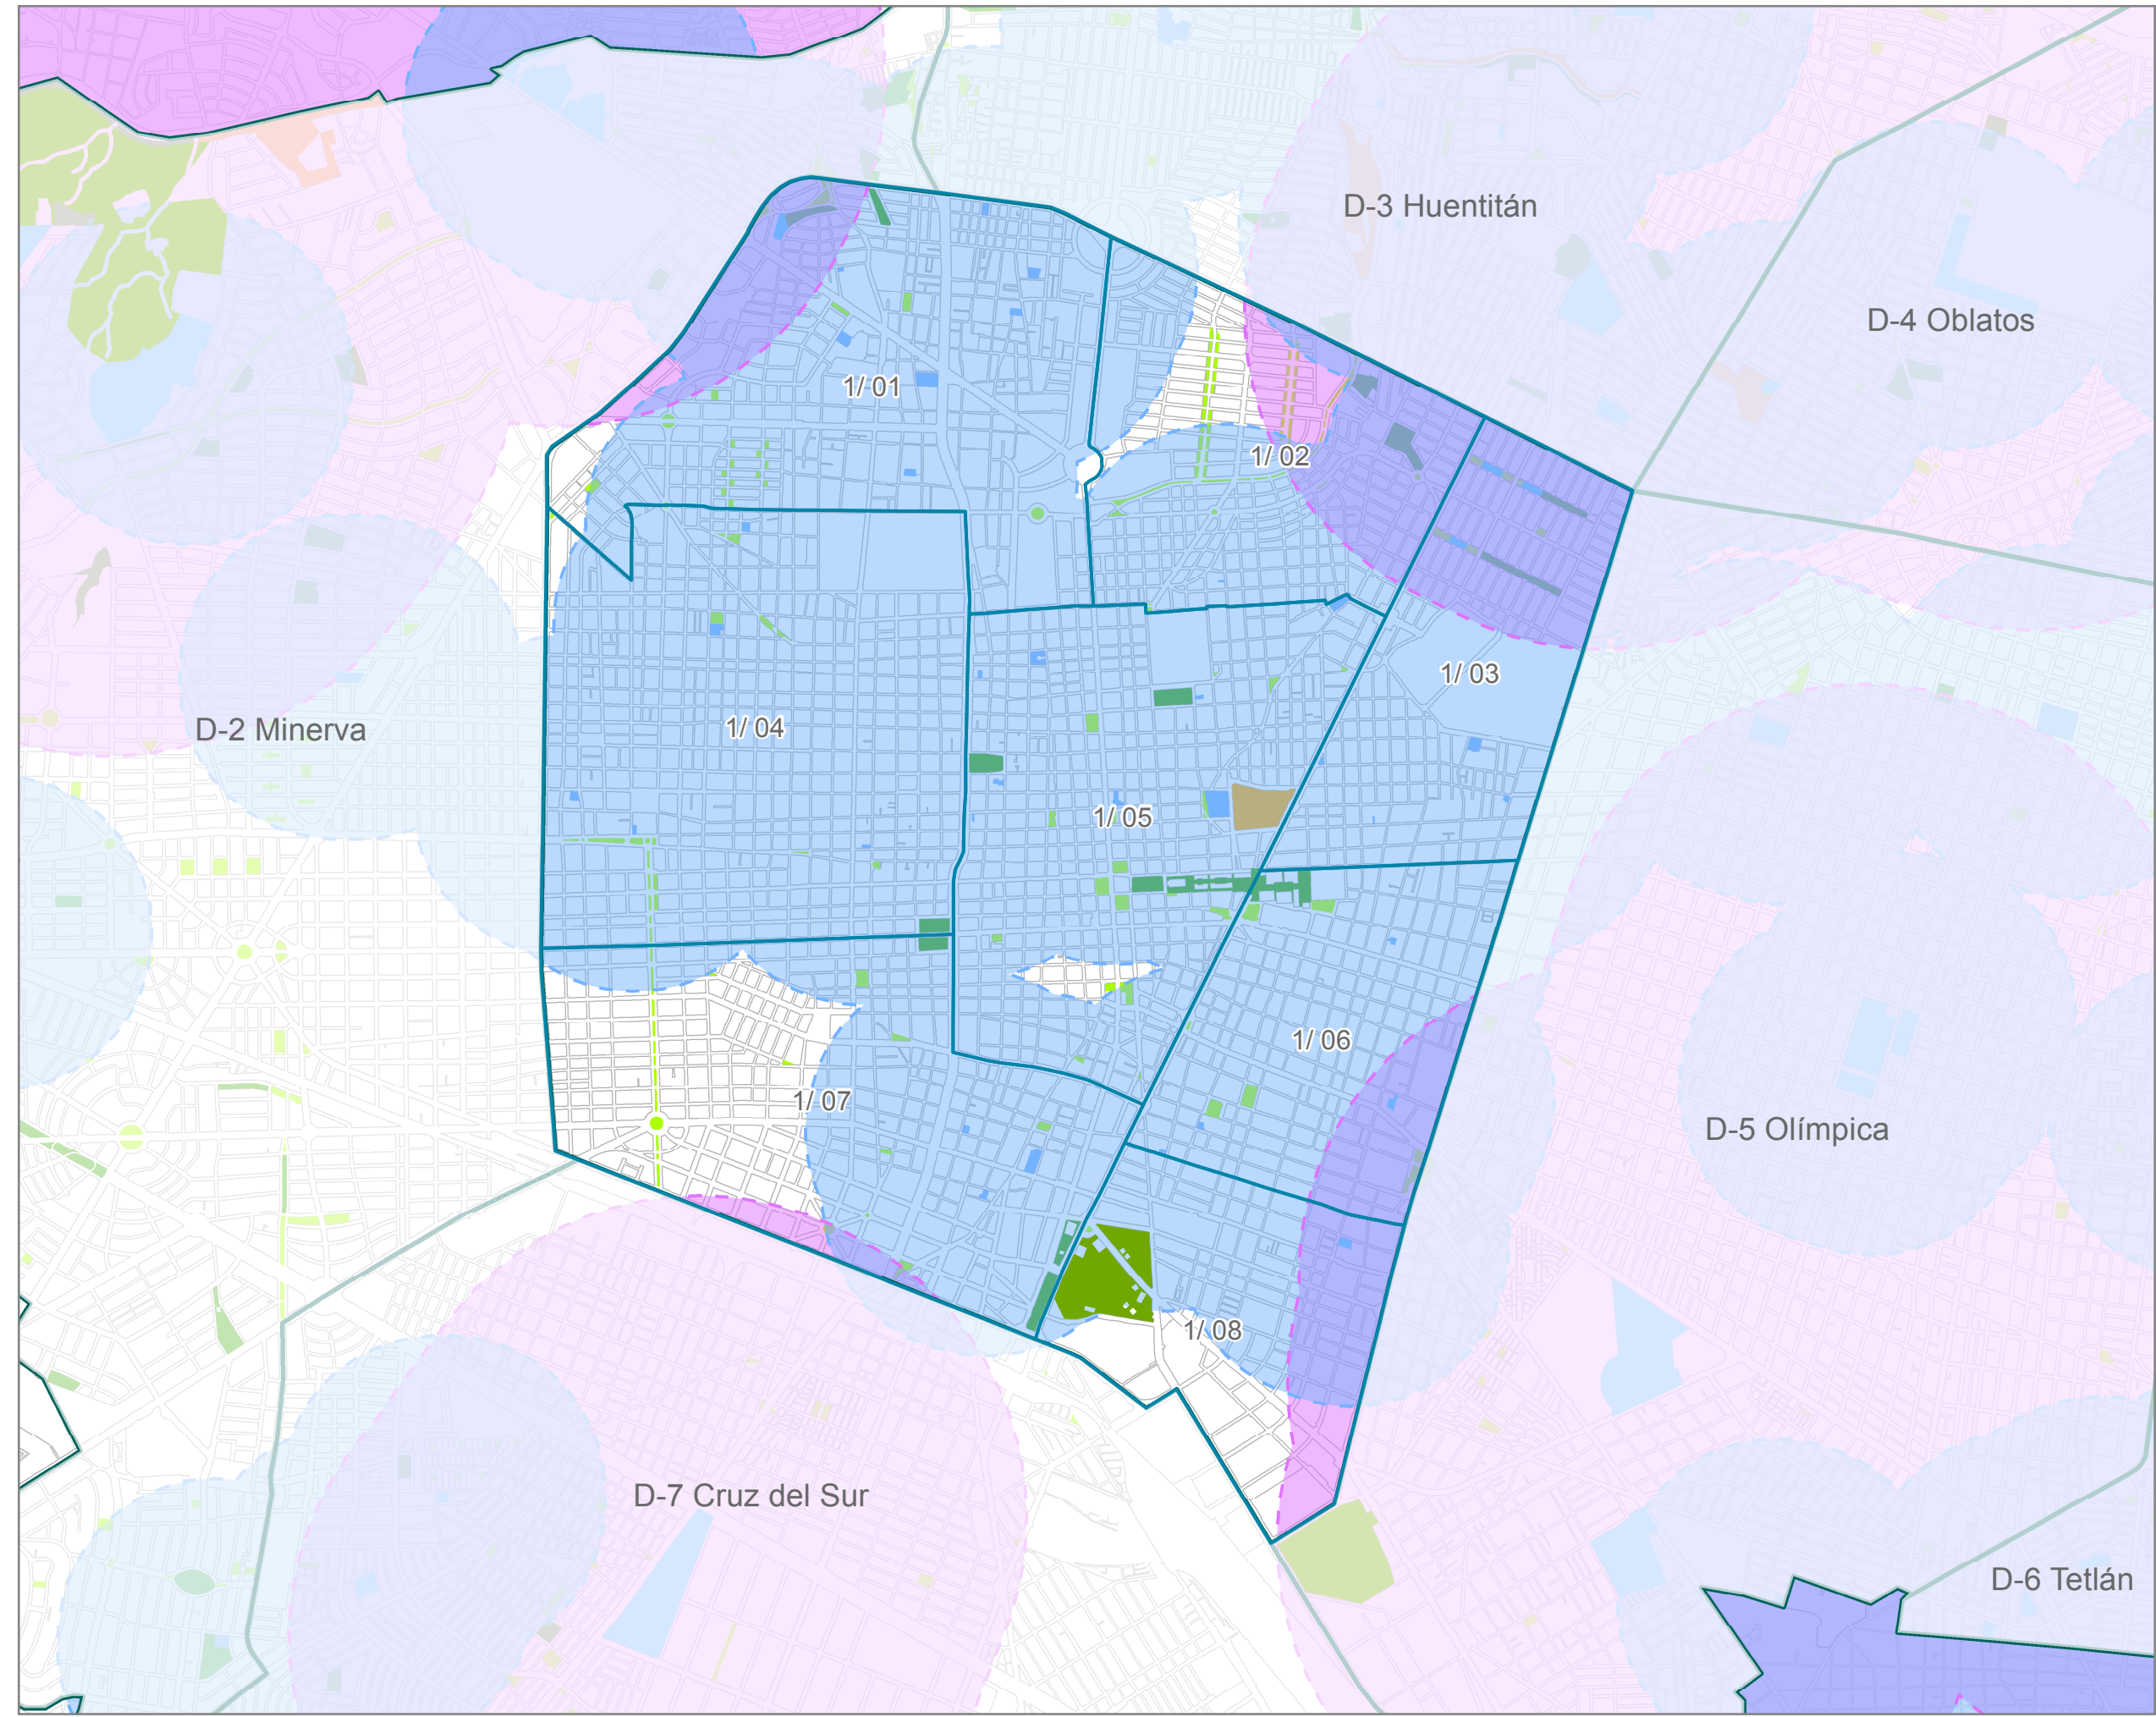 D-3 Huentitán
D-4 Oblatos
1/ 01
1/ 02
1/ 03
D-2 Minerva
1/ 04
1/ 05
1/ 06
1/ 07
D-5 Olímpica
1/ 08
D-7 Cruz del Sur
D-6 Tetlán